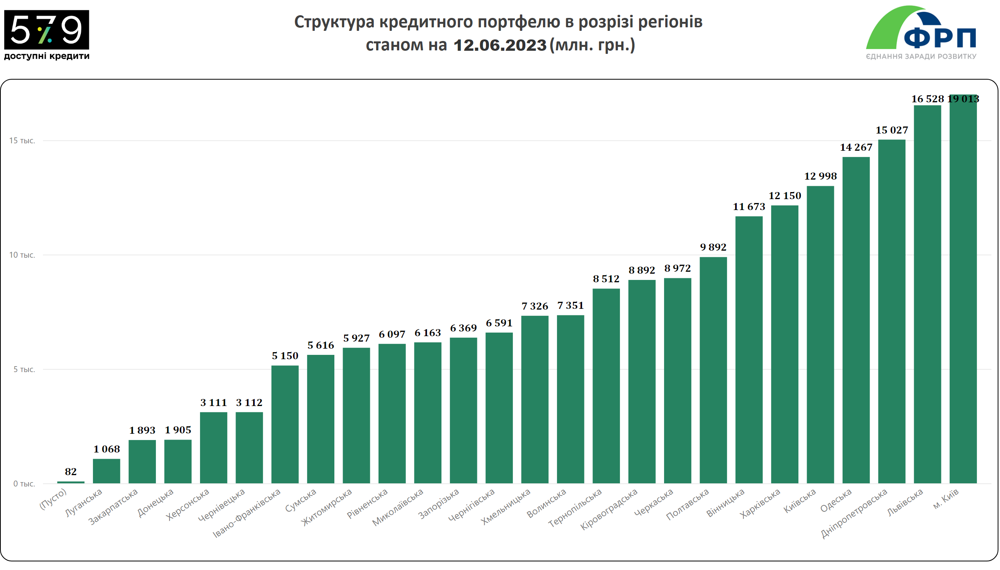 5%9
доступні кредити
Структура кредитного портфелю в розрізі регіонів
станом на 12.06.2023 (млн. грн.)
ФРП
ЄДНАННЯ ЗАРАДИ РОЗВИТКУ
15 тыс.
10 тыс.
5 тыс.
0 тыс.
82
1 068
1 893
1 905
3 111
3 112
5 150
5 616
5 927
6 097
6 163
6 369
6 591
7 326
7 351
8 512
8 892
8 972
9 892
11 673
12 150
12 998
14 267
15 027
16 528
19 013
(Пусто)
Луганська
Закарпатська
Донецька
Херсонська
Чернівецька
Івано-Франківська
Сумська
Житомирська
Рівненська
Миколаївська
Запорізька
Чернігівська
Хмельницька
Волинська
Тернопільська
Кіровоградська
Черкаська
Полтавська
Вінницька
Харківська
Київська
Одеська
Дніпропетровська
Львівська
м. Київ